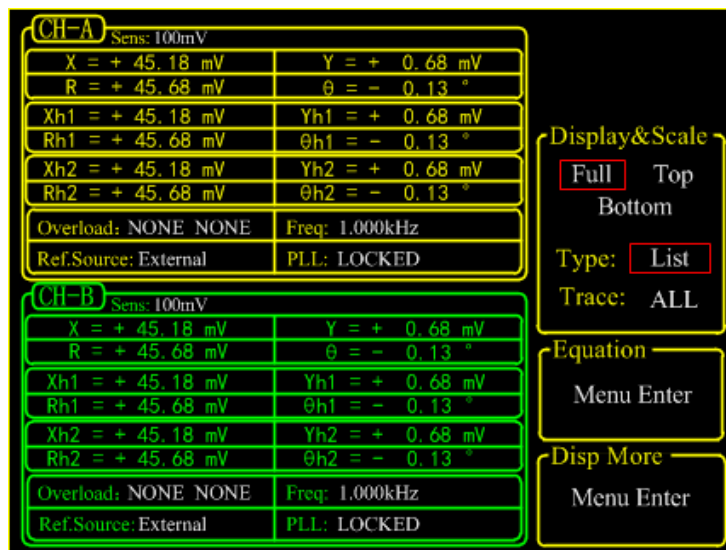 CH-A Sens: 100mV
X = + 45.18 mV Y = + 0.68 mV
R = + 45.68 mV θ = - 0.13 °
Xh1 = + 45.18 mV Yh1 = + 0.68 mV
Rh1 = + 45.68 mV θh1 = - 0.13 °
Xh2 = + 45.18 mV Yh2 = + 0.68 mV
Rh2 = + 45.68 mV θh2 = - 0.13 °
Overload: NONE NONE Freq: 1.000kHz
Ref.Source: External PLL: LOCKED
CH-B Sens: 100mV
X = + 45.18 mV Y = + 0.68 mV
R = + 45.68 mV θ = - 0.13 °
Xh1 = + 45.18 mV Yh1 = + 0.68 mV
Rh1 = + 45.68 mV θh1 = - 0.13 °
Xh2 = + 45.18 mV Yh2 = + 0.68 mV
Rh2 = + 45.68 mV θh2 = - 0.13 °
Overload: NONE NONE Freq: 1.000kHz
Ref.Source: External PLL: LOCKED
Display&Scale
Full Top
Bottom
Type: List
Trace: ALL
Equation
Menu Enter
Disp More
Menu Enter